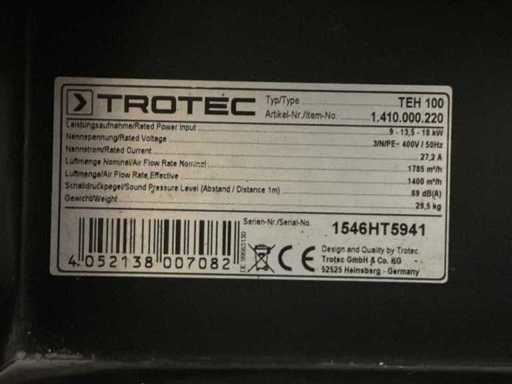 TROTEC
Typ/Type TEH 100
Artikel-Nr./Item-No. 1.410.000.220
Leistungsaufnahme/Rated Power Input 9 - 13,5 - 18 kW
Nennspannung/Rated Voltage 3/N/PE~ 400V / 50Hz
Nennstrom/Rated Current 27,2 A
Luftmenge Nominal/Air Flow Rate Nominal 1785 m³/h
Luftmenge/Air Flow Rate, Effective 1400 m³/h
Schalldruckpegel/Sound Pressure Level (Abstand / Distance 1m) 69 dB(A)
Gewicht/Weight 29,5 kg
Serien-Nr./Serial-No. 1546HT5941
4 052138 007082
Design and Quality by Trotec
Trotec GmbH & Co. KG
52525 Heinsberg - Germany
CE